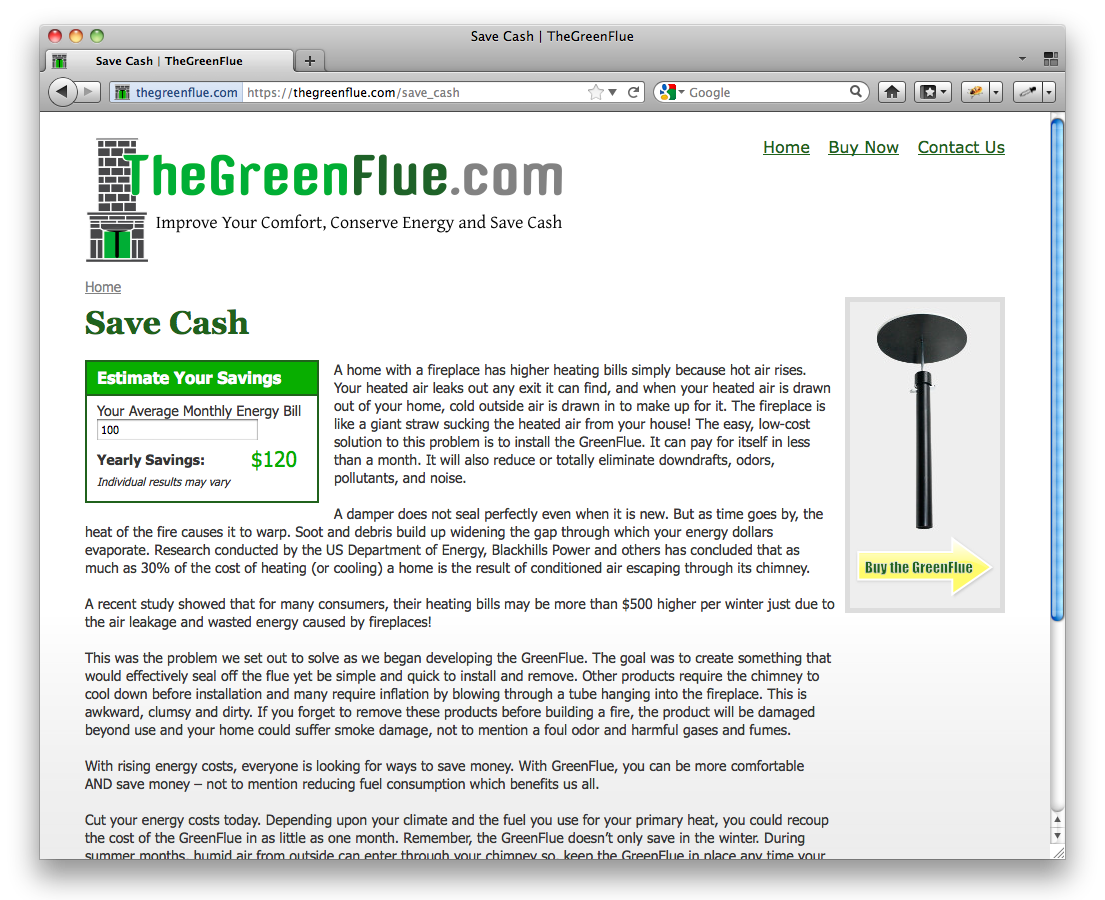 Save Cash | TheGreenFlue
Save Cash | TheGreenFlue
thegreenflue.com https://thegreenflue.com/save_cash Google
TheGreenFlue.com
Improve Your Comfort, Conserve Energy and Save Cash
Home Buy Now Contact Us
Home
Save Cash
Estimate Your Savings
Your Average Monthly Energy Bill
100
Yearly Savings: $120
Individual results may vary
A home with a fireplace has higher heating bills simply because hot air rises.
Your heated air leaks out any exit it can find, and when your heated air is drawn
out of your home, cold outside air is drawn in to make up for it. The fireplace is
like a giant straw sucking the heated air from your house! The easy, low-cost
solution to this problem is to install the GreenFlue. It can pay for itself in less
than a month. It will also reduce or totally eliminate downdrafts, odors,
pollutants, and noise.
A damper does not seal perfectly even when it is new. But as time goes by, the
heat of the fire causes it to warp. Soot and debris build up widening the gap through which your energy dollars
evaporate. Research conducted by the US Department of Energy, Blackhills Power and others has concluded that as
much as 30% of the cost of heating (or cooling) a home is the result of conditioned air escaping through its chimney.
A recent study showed that for many consumers, their heating bills may be more than $500 higher per winter just due to
the air leakage and wasted energy caused by fireplaces!
This was the problem we set out to solve as we began developing the GreenFlue. The goal was to create something that
would effectively seal off the flue yet be simple and quick to install and remove. Other products require the chimney to
cool down before installation and many require inflation by blowing through a tube hanging into the fireplace. This is
awkward, clumsy and dirty. If you forget to remove these products before building a fire, the product will be damaged
beyond use and your home could suffer smoke damage, not to mention a foul odor and harmful gases and fumes.
With rising energy costs, everyone is looking for ways to save money. With GreenFlue, you can be more comfortable
AND save money – not to mention reducing fuel consumption which benefits us all.
Cut your energy costs today. Depending upon your climate and the fuel you use for your primary heat, you could recoup
the cost of the GreenFlue in as little as one month. Remember, the GreenFlue doesn't only save in the winter. During
summer months, humid air from outside can enter through your chimney so, keep the GreenFlue in place any time your
Buy the GreenFlue